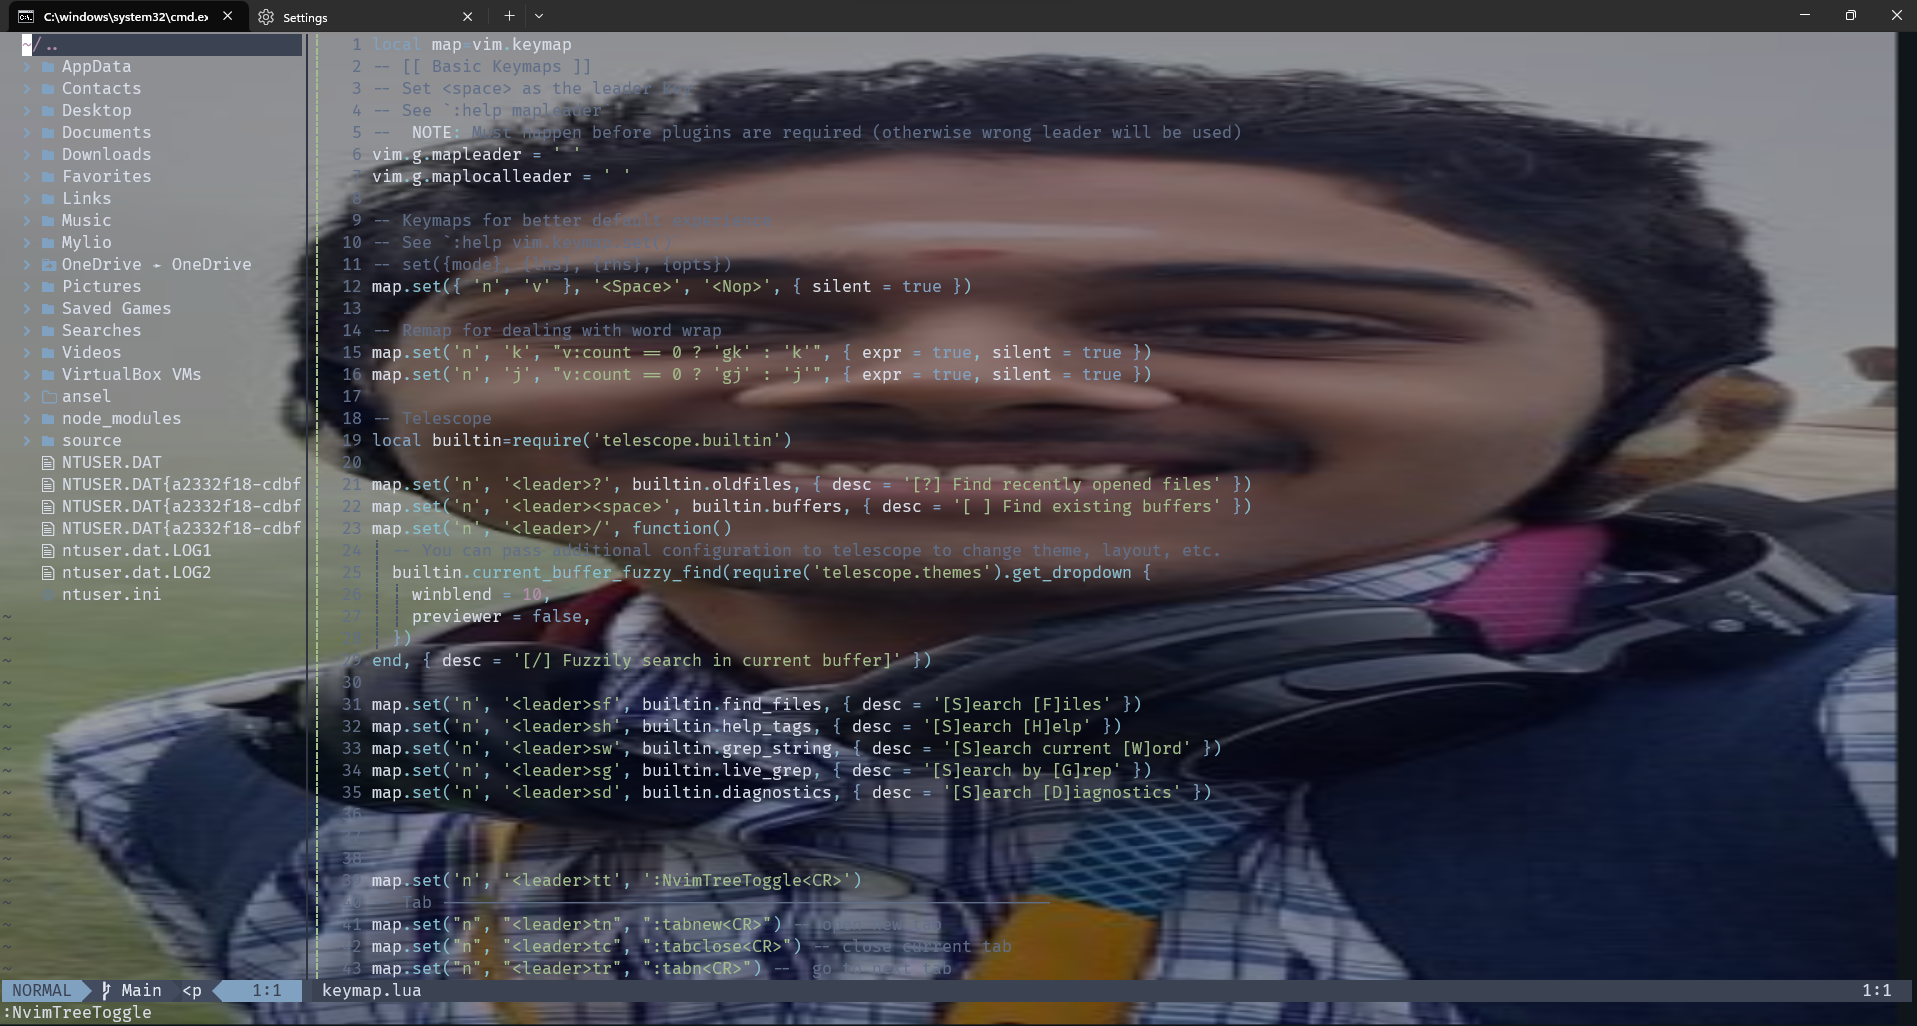 C:\windows\system32\cmd.ex
Settings
~/..
AppData
Contacts
Desktop
Documents
Downloads
Favorites
Links
Music
Mylio
OneDrive - OneDrive
Pictures
Saved Games
Searches
Videos
VirtualBox VMs
ansel
node_modules
source
NTUSER.DAT
NTUSER.DAT{a2332f18-cdbf
NTUSER.DAT{a2332f18-cdbf
NTUSER.DAT{a2332f18-cdbf
ntuser.dat.LOG1
ntuser.dat.LOG2
ntuser.ini
1 local map=vim.keymap
2 -- [[ Basic Keymaps ]]
3 -- Set <space> as the leader key
4 -- See `:help mapleader`
5 --  NOTE: Must happen before plugins are required (otherwise wrong leader will be used)
6 vim.g.mapleader = ' '
7 vim.g.maplocalleader = ' '
8
9 -- Keymaps for better default experience
10 -- See `:help vim.keymap.set()`
11 -- set({mode}, {lhs}, {rhs}, {opts})
12 map.set({ 'n', 'v' }, '<Space>', '<Nop>', { silent = true })
13
14 -- Remap for dealing with word wrap
15 map.set('n', 'k', "v:count == 0 ? 'gk' : 'k'", { expr = true, silent = true })
16 map.set('n', 'j', "v:count == 0 ? 'gj' : 'j'", { expr = true, silent = true })
17
18 -- Telescope
19 local builtin=require('telescope.builtin')
20
21 map.set('n', '<leader>?', builtin.oldfiles, { desc = '[?] Find recently opened files' })
22 map.set('n', '<leader><space>', builtin.buffers, { desc = '[ ] Find existing buffers' })
23 map.set('n', '<leader>/', function()
24   -- You can pass additional configuration to telescope to change theme, layout, etc.
25   builtin.current_buffer_fuzzy_find(require('telescope.themes').get_dropdown {
26     winblend = 10,
27     previewer = false,
28   })
29 end, { desc = '[/] Fuzzily search in current buffer]' })
30
31 map.set('n', '<leader>sf', builtin.find_files, { desc = '[S]earch [F]iles' })
32 map.set('n', '<leader>sh', builtin.help_tags, { desc = '[S]earch [H]elp' })
33 map.set('n', '<leader>sw', builtin.grep_string, { desc = '[S]earch current [W]ord' })
34 map.set('n', '<leader>sg', builtin.live_grep, { desc = '[S]earch by [G]rep' })
35 map.set('n', '<leader>sd', builtin.diagnostics, { desc = '[S]earch [D]iagnostics' })
36
37
38
39 map.set('n', '<leader>tt', ':NvimTreeToggle<CR>')
40 -- Tab
41 map.set("n", "<leader>tn", ":tabnew<CR>") -- open new tab
42 map.set("n", "<leader>tc", ":tabclose<CR>") -- close current tab
43 map.set("n", "<leader>tr", ":tabn<CR>") --  go to next tab
NORMAL Main <p 1:1 keymap.lua 1:1
:NvimTreeToggle